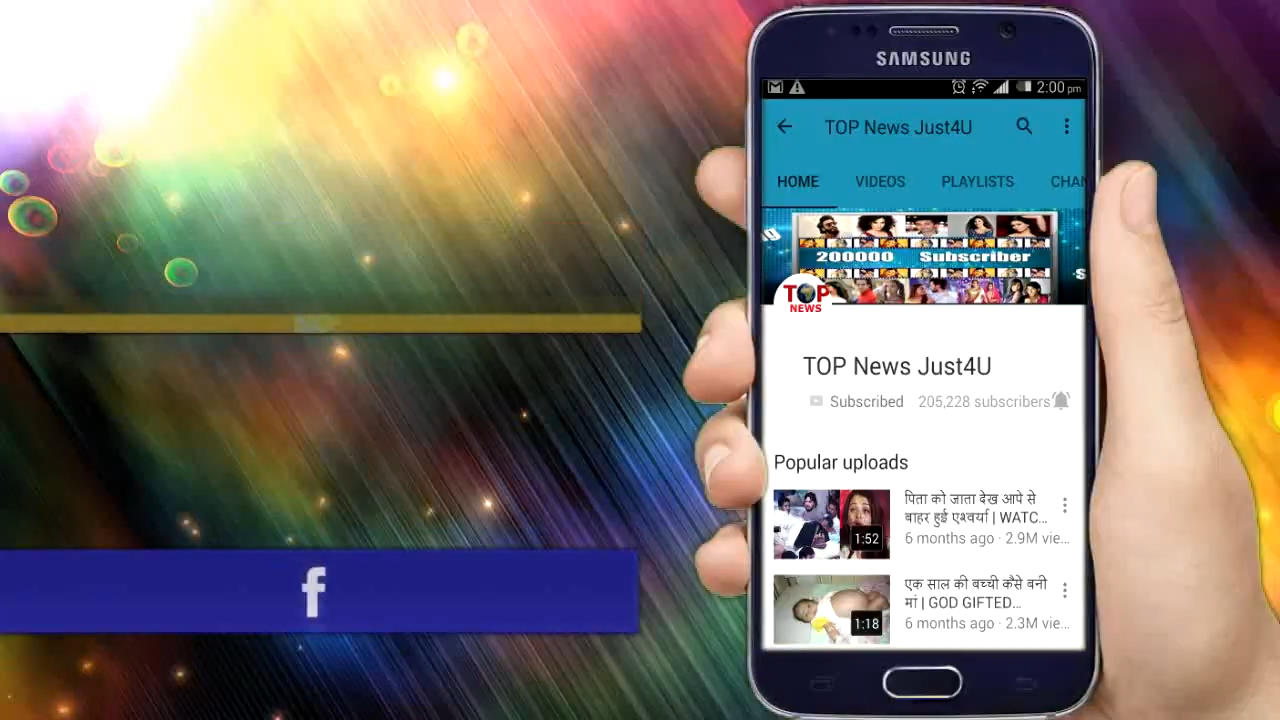 SAMSUNG
2:00 pm
TOP News Just4U
HOME VIDEOS PLAYLISTS CHAN
200000 Subscriber
TOP
NEWS
TOP News Just4U
Subscribed 205,228 subscribers
Popular uploads
पिता को जाता देख आपे से
बाहर हुई एश्वर्या | WATC...
1:52
6 months ago · 2.9M vie...
एक साल की बच्ची कैसे बनी
मां | GOD GIFTED...
1:18
6 months ago · 2.3M vie...
f